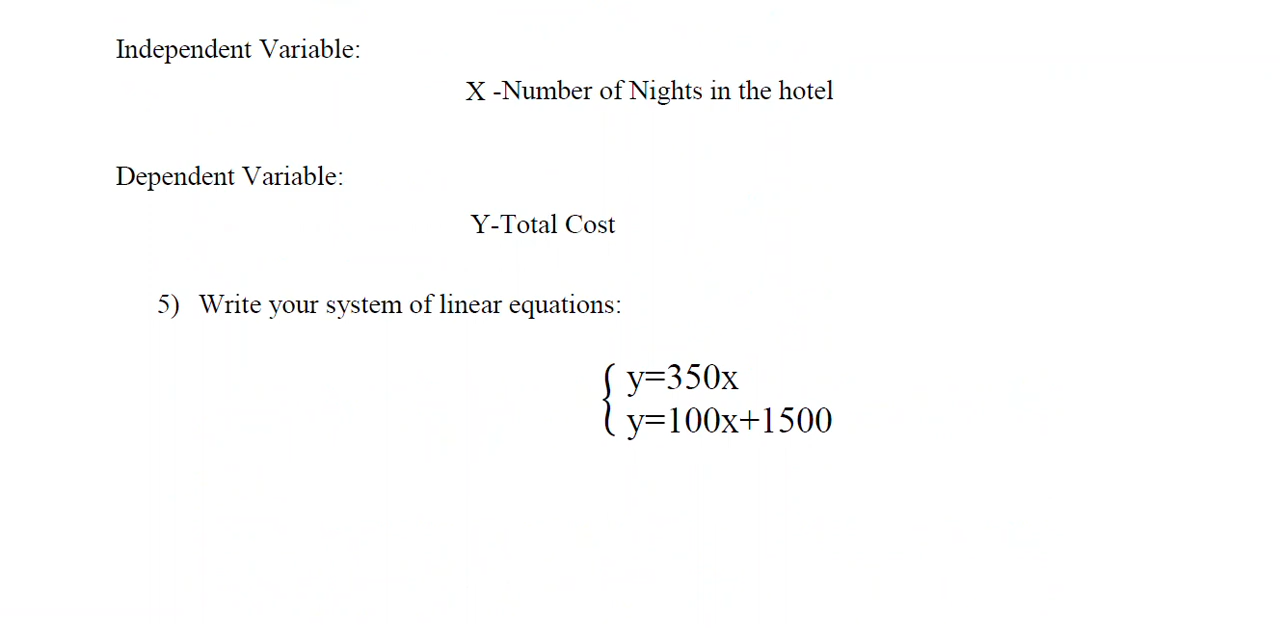 Independent Variable:
X -Number of Nights in the hotel
Dependent Variable:
Y-Total Cost
5) Write your system of linear equations:
{ y=350x
y=100x+1500